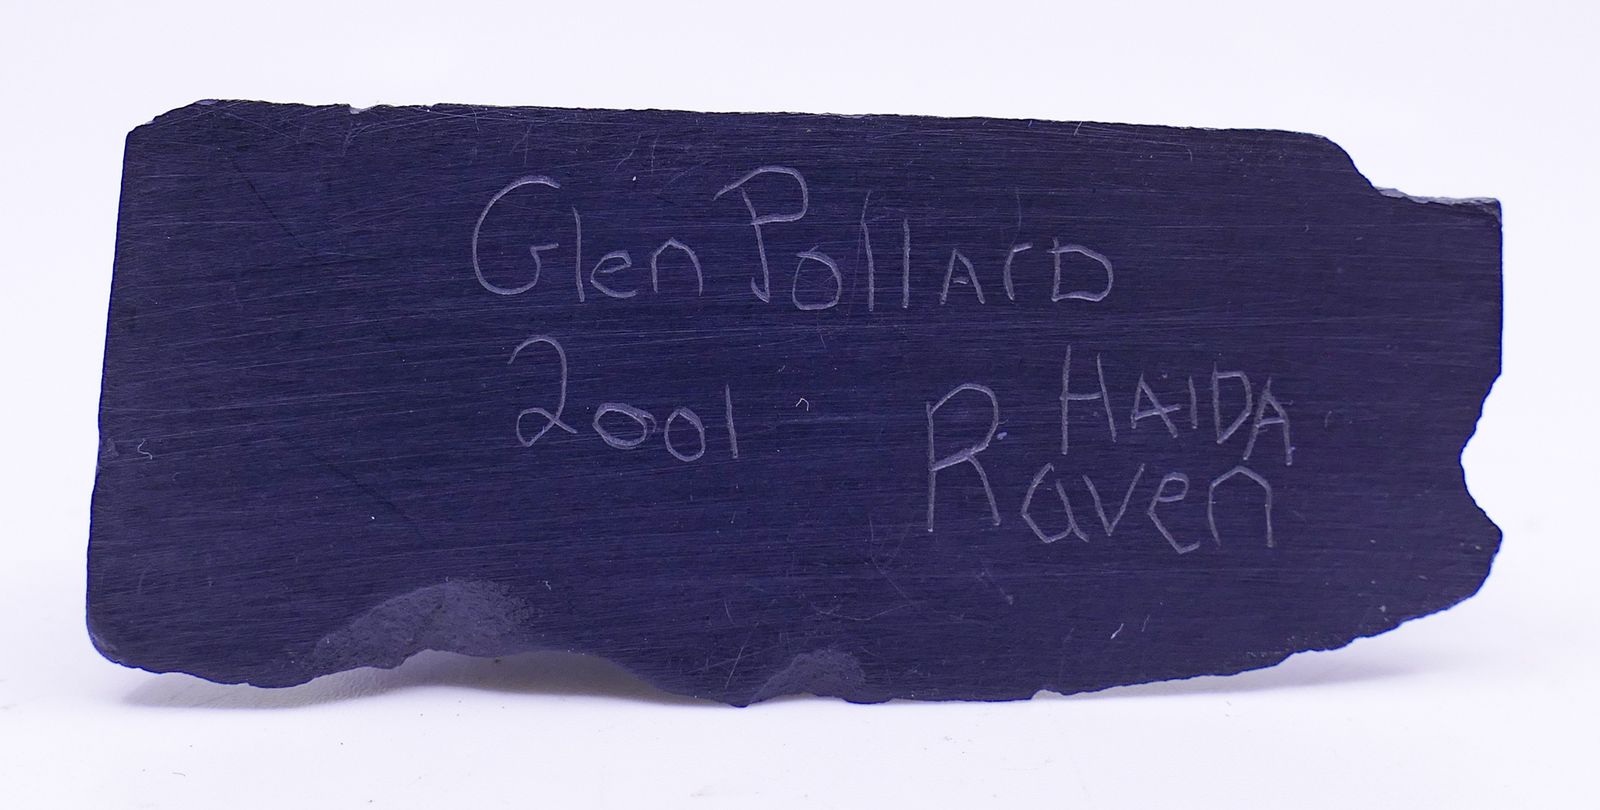 Glen Pollard
2001
HAIDA
Raven